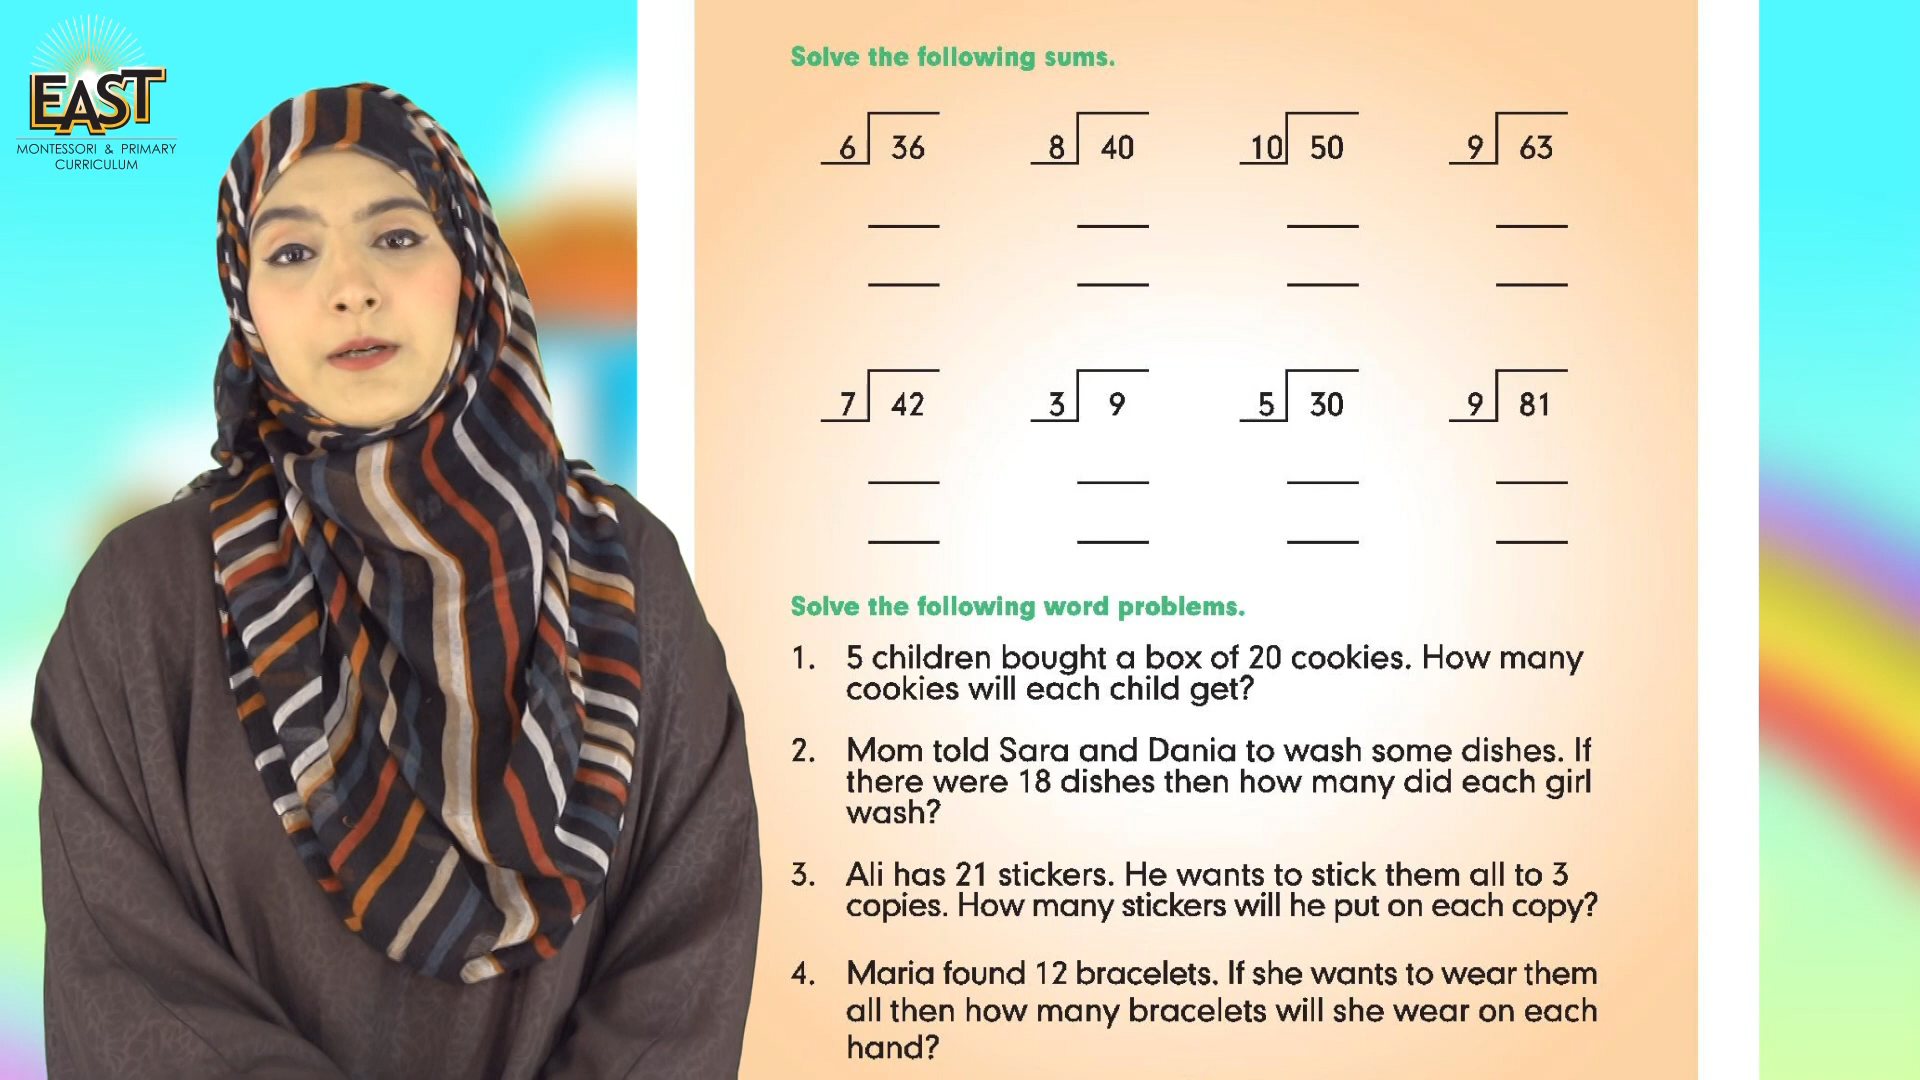 EAST
MONTESSORI & PRIMARY
CURRICULUM
Solve the following sums.
6 36 8 40 10 50 9 63
7 42 3 9 5 30 9 81
Solve the following word problems.
1. 5 children bought a box of 20 cookies. How many
cookies will each child get?
2. Mom told Sara and Dania to wash some dishes. If
there were 18 dishes then how many did each girl
wash?
3. Ali has 21 stickers. He wants to stick them all to 3
copies. How many stickers will he put on each copy?
4. Maria found 12 bracelets. If she wants to wear them
all then how many bracelets will she wear on each
hand?